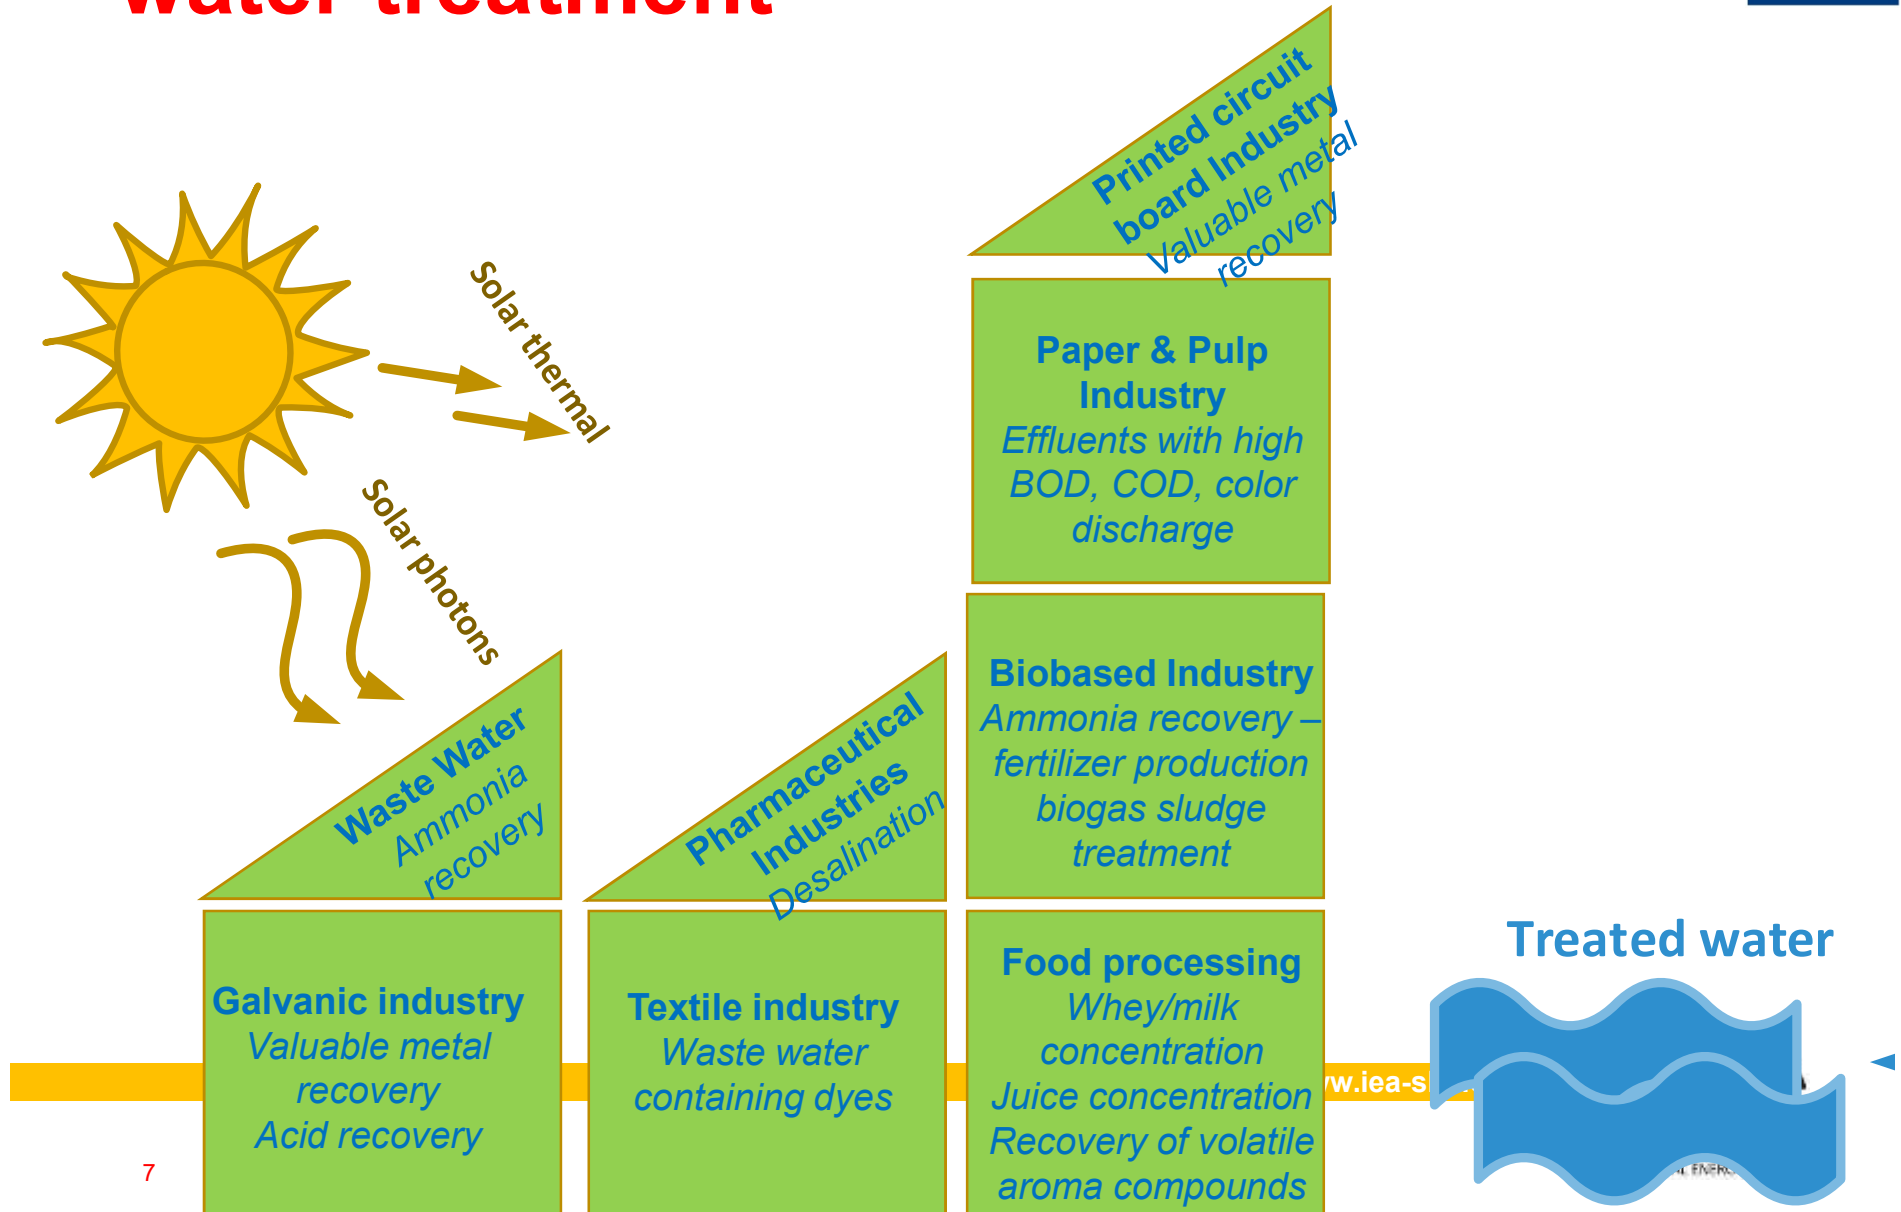 water treatment
Printed circuit
board Industry
Valuable metal
recovery
Solar thermal
Paper & Pulp
Industry
Effluents with high
BOD, COD, color
discharge
Solar photons
Biobased Industry
Ammonia recovery –
fertilizer production
biogas sludge
treatment
Waste Water
Ammonia
recovery
Pharmaceutical
Industries
Desalination
Galvanic industry
Valuable metal
recovery
Acid recovery
Textile industry
Waste water
containing dyes
Food processing
Whey/milk
concentration
Juice concentration
Recovery of volatile
aroma compounds
Treated water
7